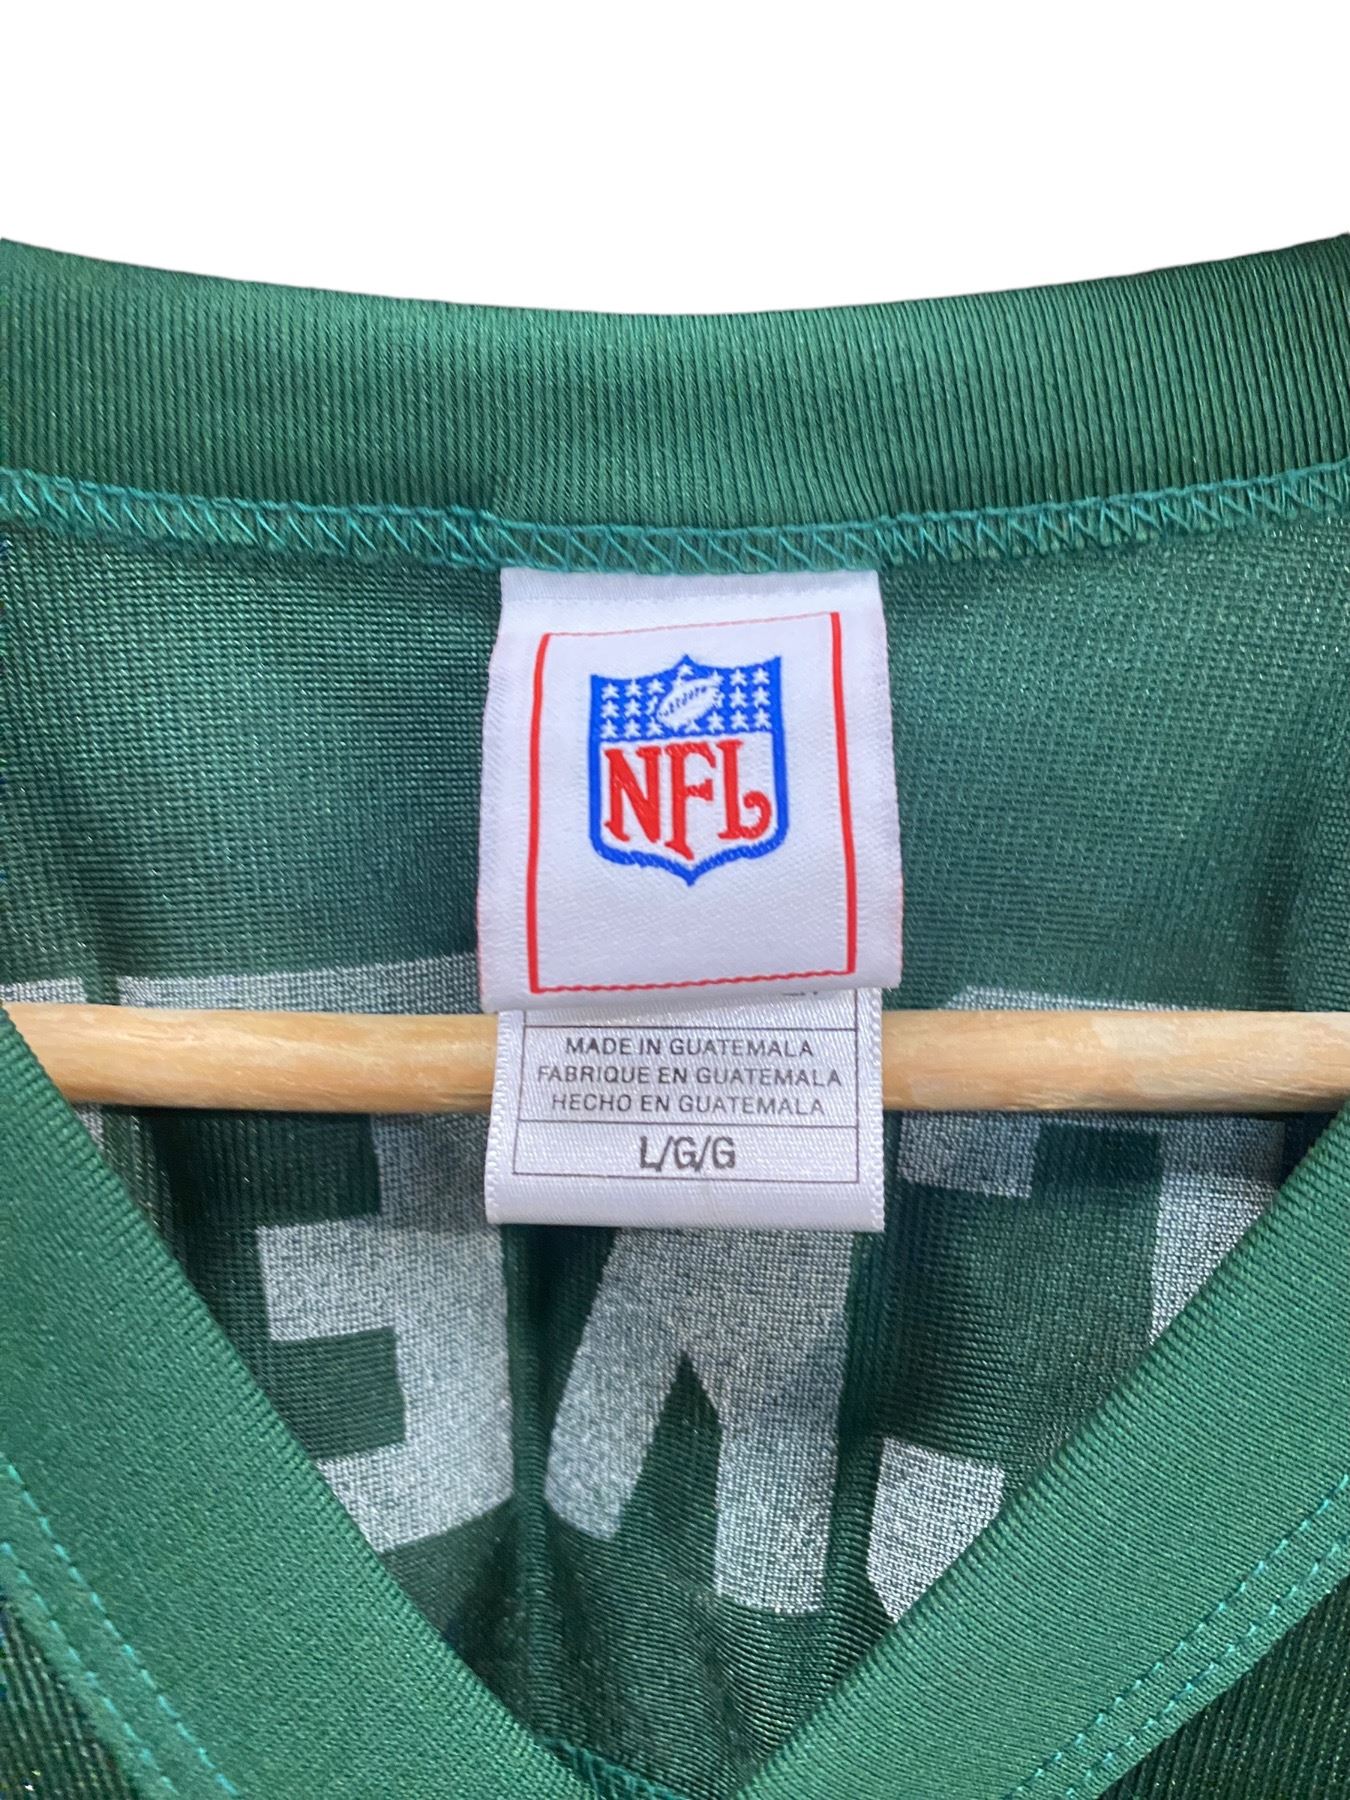 NFL
MADE IN GUATEMALA
FABRIQUE EN GUATEMALA
HECHO EN GUATEMALA
L/G/G